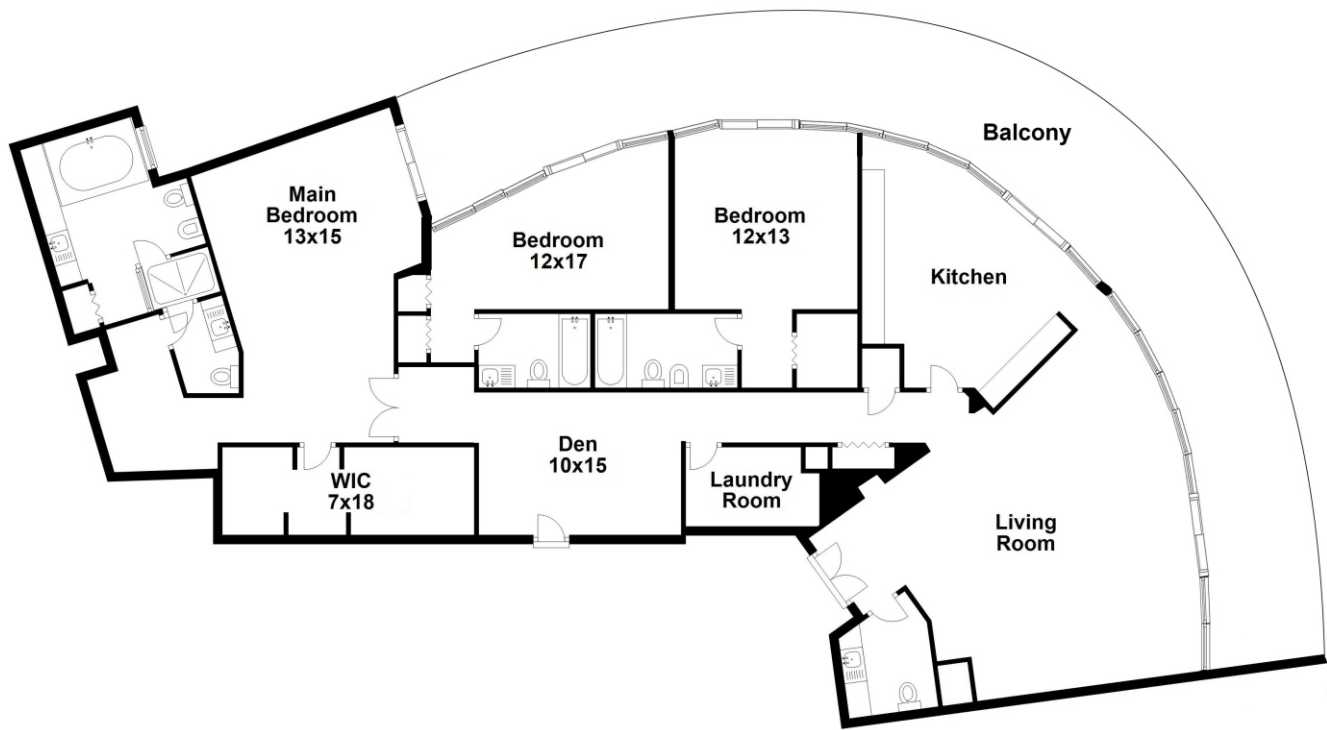 Balcony
Main
Bedroom
13x15
Bedroom
12x17
Bedroom
12x13
Kitchen
Den
10x15
WIC
7x18
Laundry
Room
Living
Room